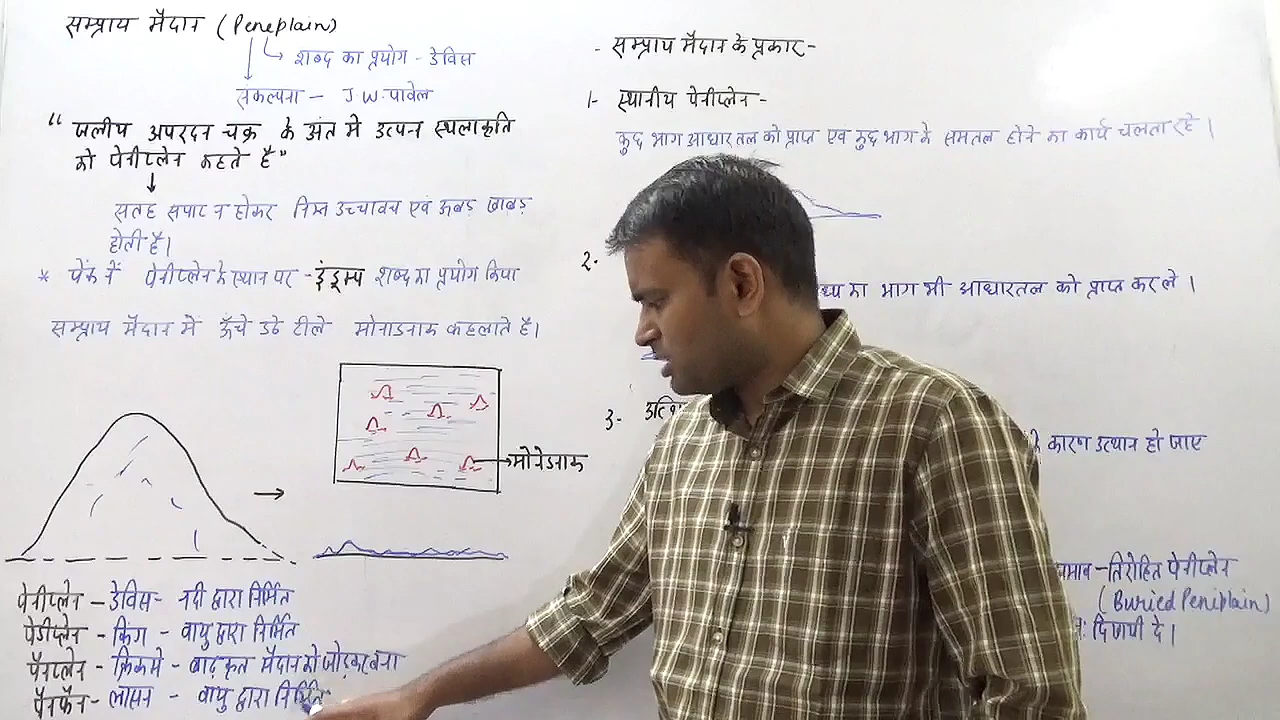 सम्प्राय मैदान (Peneplain)
शब्द का प्रयोग - डेविस
संकल्पना - J W. पावेल
" जलीय अपरदन चक्र के अंत मे उत्पन स्थलाकृति
को पेनीप्लेन कहते है"
सतह सपाट न होकर निम्न उच्चावच एवं ऊबड़ खाबड़
होती है।
* पेंक नें पेनीप्लेन के स्थान पर - इंड्रम्प शब्द का प्रयोग किया
सम्प्राय मैदान में ऊँचे उठे टीले मोनाडनाक कहलाते है।
मोनेडनाक
पेनीप्लेन - डेविस - नदी द्वारा निर्मित
पेडीप्लेन - किंग - वायु द्वारा निर्मित
पैनप्लेन - क्रिकमे - बाढ़ कृत मैदान को जोड़कर बना
पैनफेन - लासन - वायु द्वारा निर्मित
- सम्प्राय मैदान के प्रकार -
1- स्थानीय पेनीप्लेन -
कुछ भाग आधारतल को प्राप्त एवं कुछ भाग के समतल होने का कार्य चलता रहे।
2-
का भाग भी आधारतल को प्राप्त कर ले।
3-
कारण उत्थान हो जाए
तिरोहित पेनीप्लेन
(Buried Peniplain)
दिखायी दे।